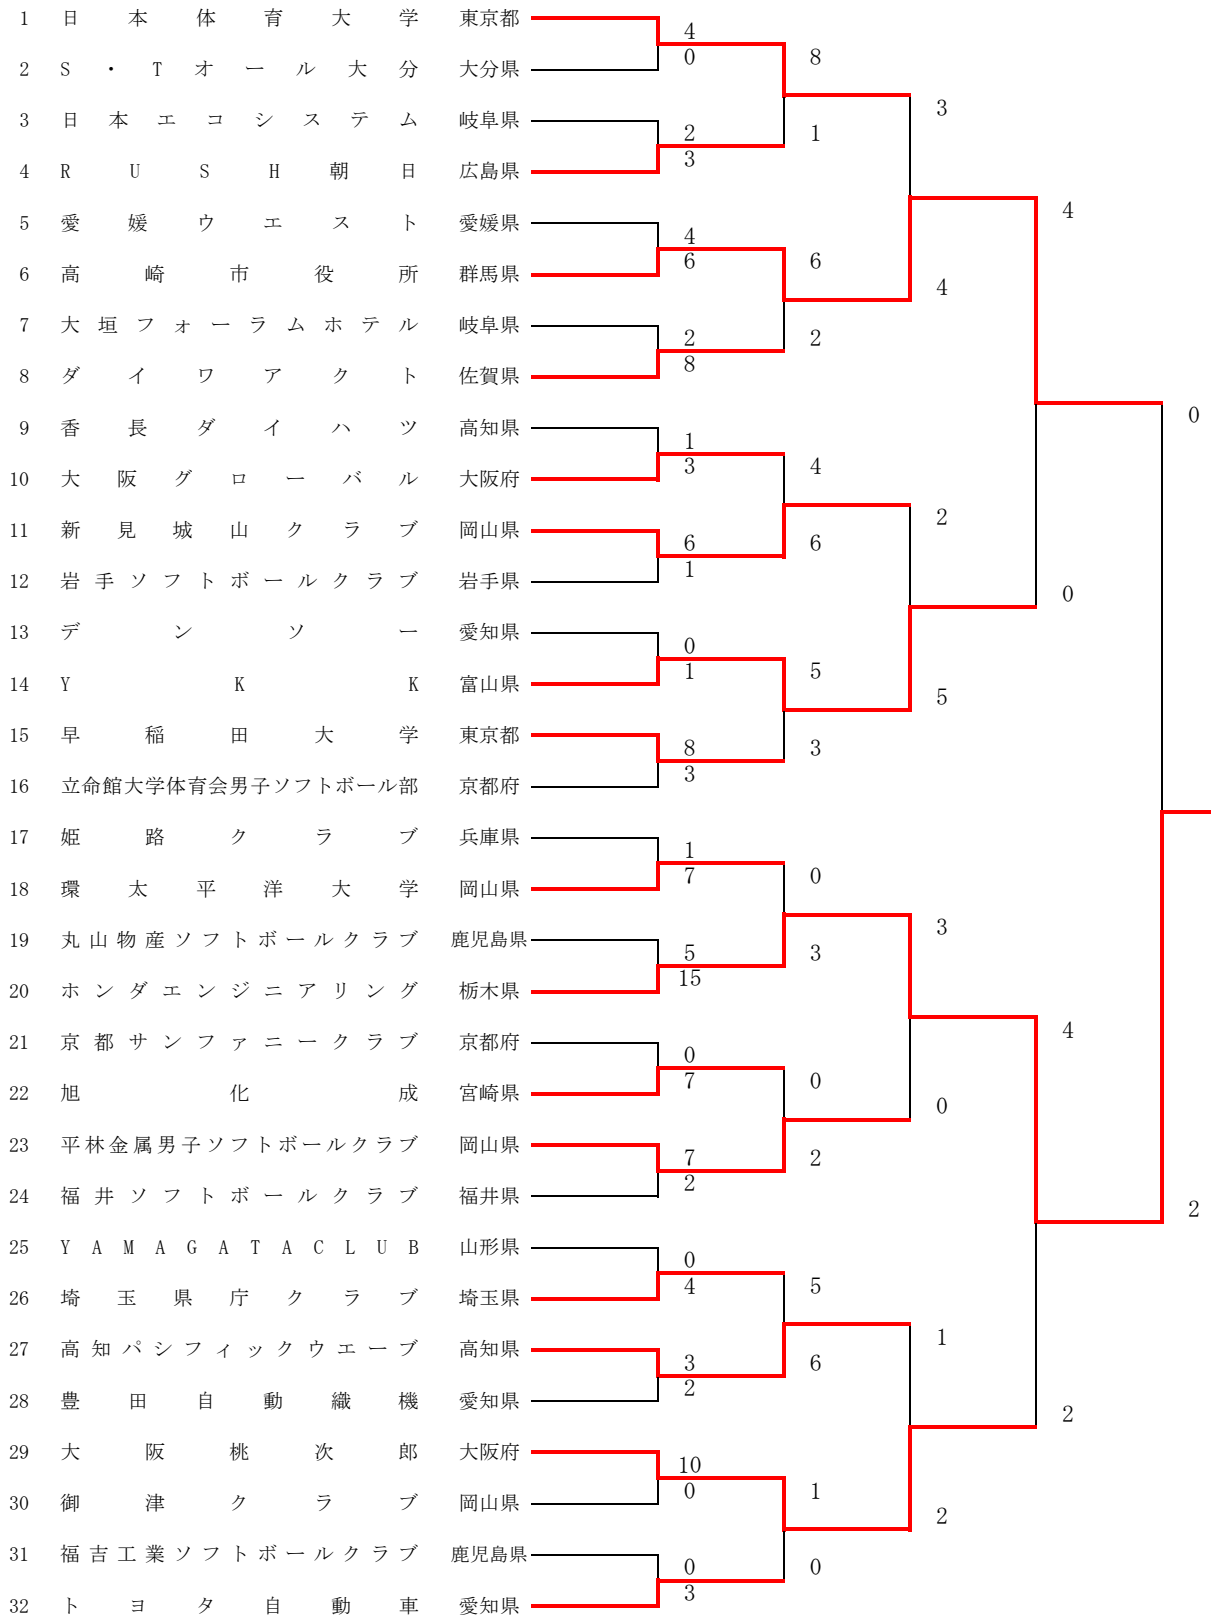 1 日本体育大学 東京都
4
0
8
2 S・Tオール大分 大分県
3
3 日本エコシステム 岐阜県
2
3
1
4 RUSH朝日 広島県
4
5 愛媛ウエスト 愛媛県
4
6
6
6 高崎市役所 群馬県
4
7 大垣フォーラムホテル 岐阜県
2
8
2
8 ダイワアクト 佐賀県
0
9 香長ダイハツ 高知県
1
3
4
10 大阪グローバル 大阪府
2
11 新見城山クラブ 岡山県
6
1
6
12 岩手ソフトボールクラブ 岩手県
0
13 デンソー 愛知県
0
1
5
14 YKK 富山県
5
15 早稲田大学 東京都
8
3
3
16 立命館大学体育会男子ソフトボール部 京都府
17 姫路クラブ 兵庫県
1
7
0
18 環太平洋大学 岡山県
3
19 丸山物産ソフトボールクラブ 鹿児島県
5
15
3
20 ホンダエンジニアリング 栃木県
4
21 京都サンファニークラブ 京都府
0
7
0
22 旭化成 宮崎県
0
23 平林金属男子ソフトボールクラブ 岡山県
7
2
2
24 福井ソフトボールクラブ 福井県
2
25 YAMAGATACLUB 山形県
0
4
5
26 埼玉県庁クラブ 埼玉県
1
27 高知パシフィックウエーブ 高知県
3
2
6
28 豊田自動織機 愛知県
2
29 大阪桃次郎 大阪府
10
0
1
30 御津クラブ 岡山県
2
31 福吉工業ソフトボールクラブ 鹿児島県
0
3
0
32 トヨタ自動車 愛知県